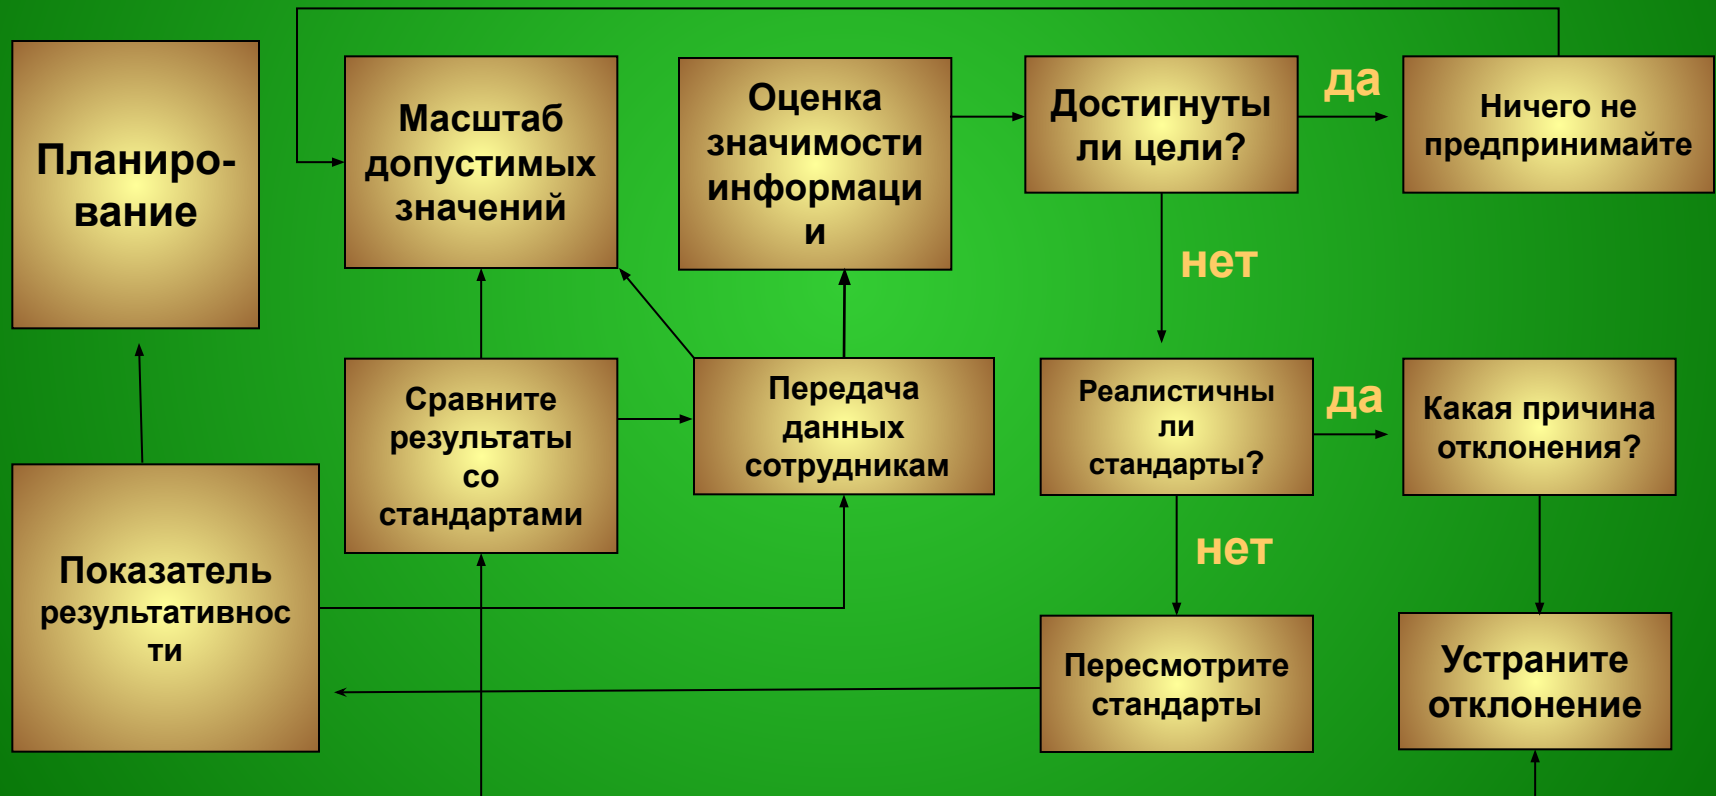 Планиро-
вание
Масштаб
допустимых
значений
Оценка
значимости
информаци
и
Достигнуты
ли цели?
да
Ничего не
предпринимайте
нет
Сравните
результаты
со
стандартами
Передача
данных
сотрудникам
Реалистичны
ли
стандарты?
да
Какая причина
отклонения?
Показатель
результативнос
ти
нет
Пересмотрите
стандарты
Устраните
отклонение